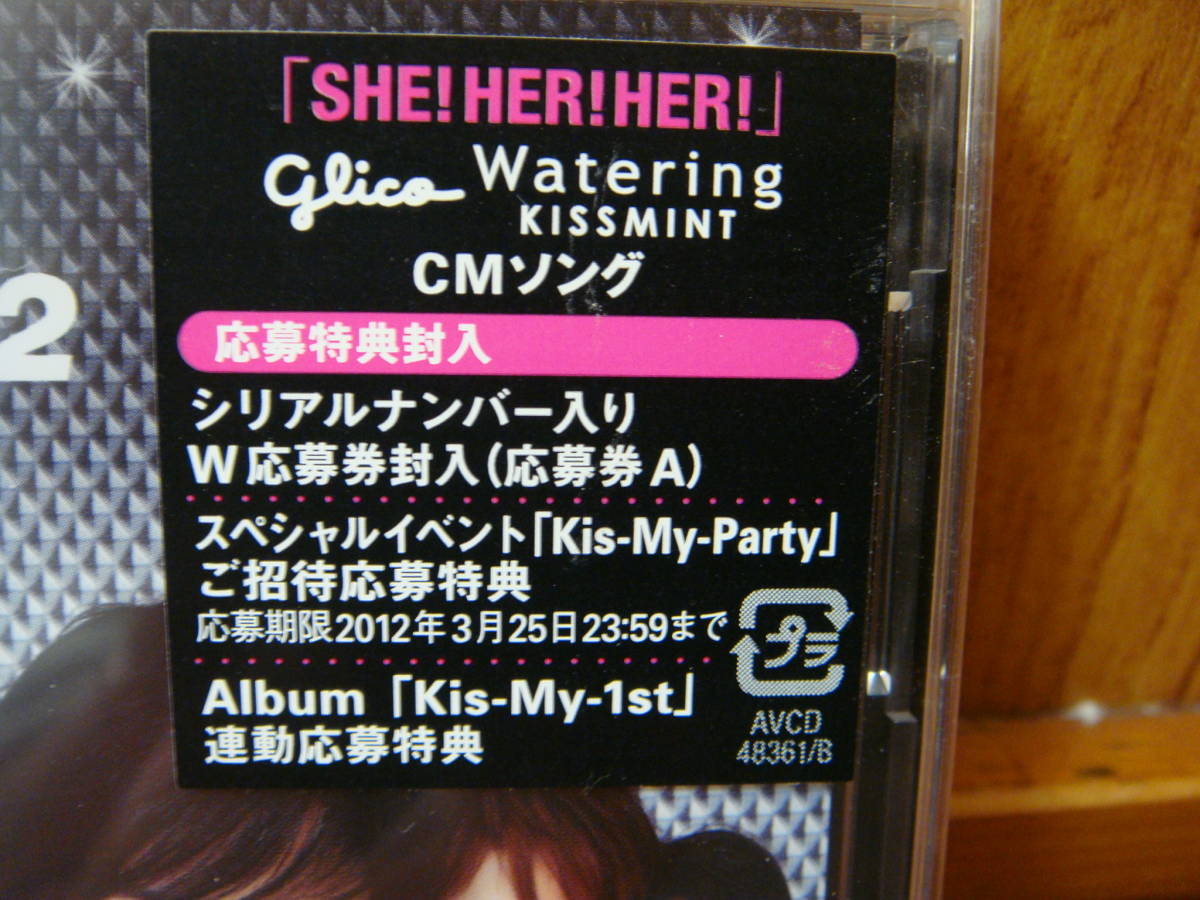 「SHE!HER!HER!」
Glico Watering
KISSMINT
CMソング
2
応募特典封入
シリアルナンバー入り
W応募券封入(応募券A)
スペシャルイベント「Kis-My-Party」
ご招待応募特典
応募期限2012年3月25日23:59まで
プラ
Album「Kis-My-1st」
連動応募特典
AVCD
48361/B